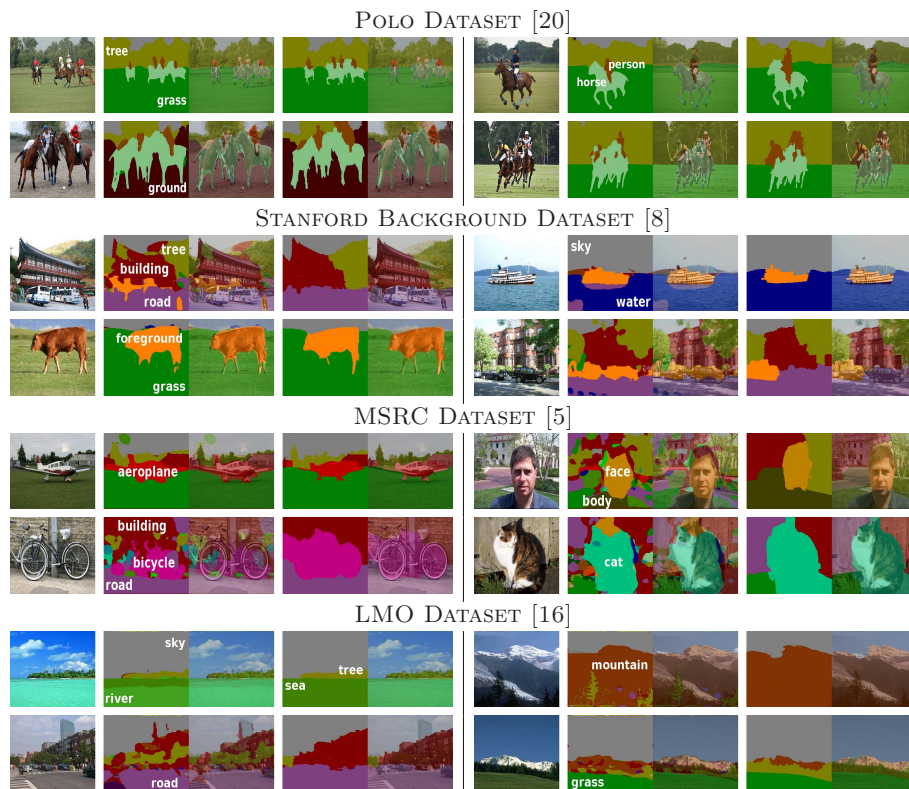 POLO DATASET [20]
tree
grass
person
horse
ground
STANFORD BACKGROUND DATASET [8]
tree
building
road
sky
water
foreground
grass
MSRC DATASET [5]
aeroplane
face
body
building
bicycle
road
cat
LMO DATASET [16]
sky
river
tree
sea
mountain
road
grass